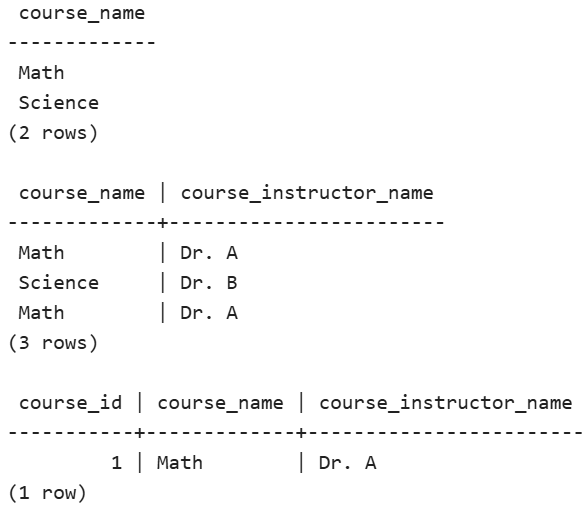 course_name
-------------
 Math
 Science
(2 rows)

 course_name | course_instructor_name
-------------+------------------------
 Math        | Dr. A
 Science     | Dr. B
 Math        | Dr. A
(3 rows)

 course_id | course_name | course_instructor_name
-----------+-------------+------------------------
         1 | Math        | Dr. A
(1 row)